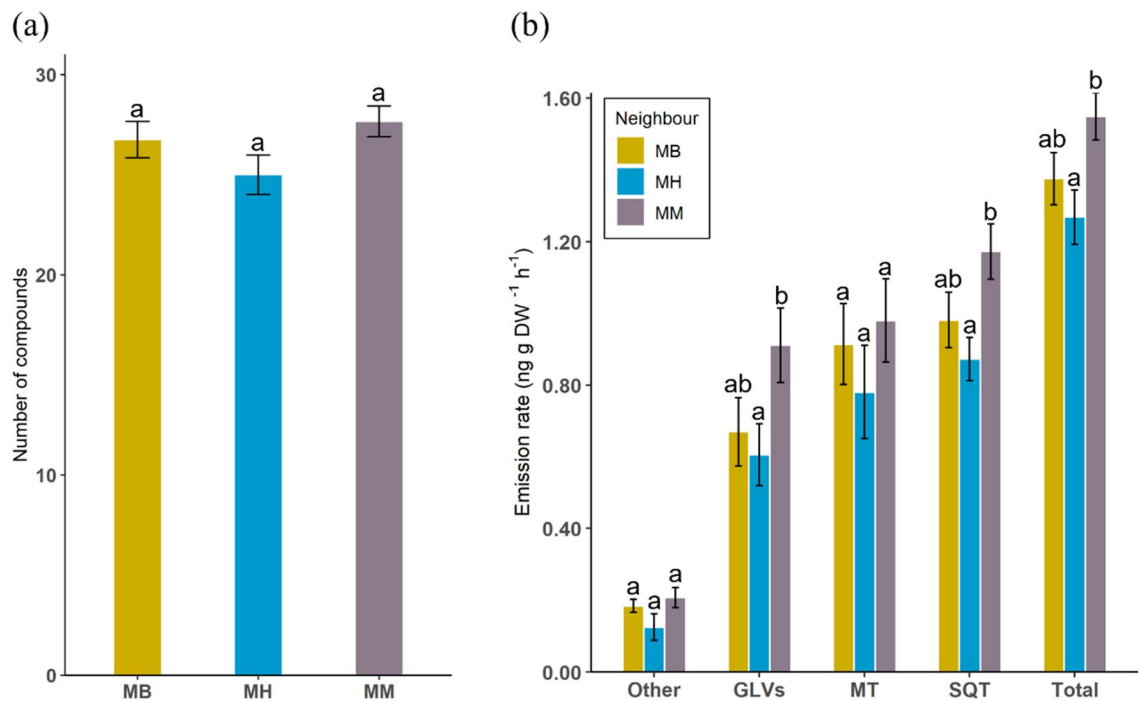 (a)
Number of compounds
30
20
10
0
a
a
a
MB
MH
MM
(b)
Emission rate (ng g DW ⁻¹ h⁻¹)
1.60
1.20
0.80
0.40
0.00
Neighbour
MB
MH
MM
a
a
a
ab
a
b
a
a
a
ab
a
b
ab
a
b
Other
GLVs
MT
SQT
Total